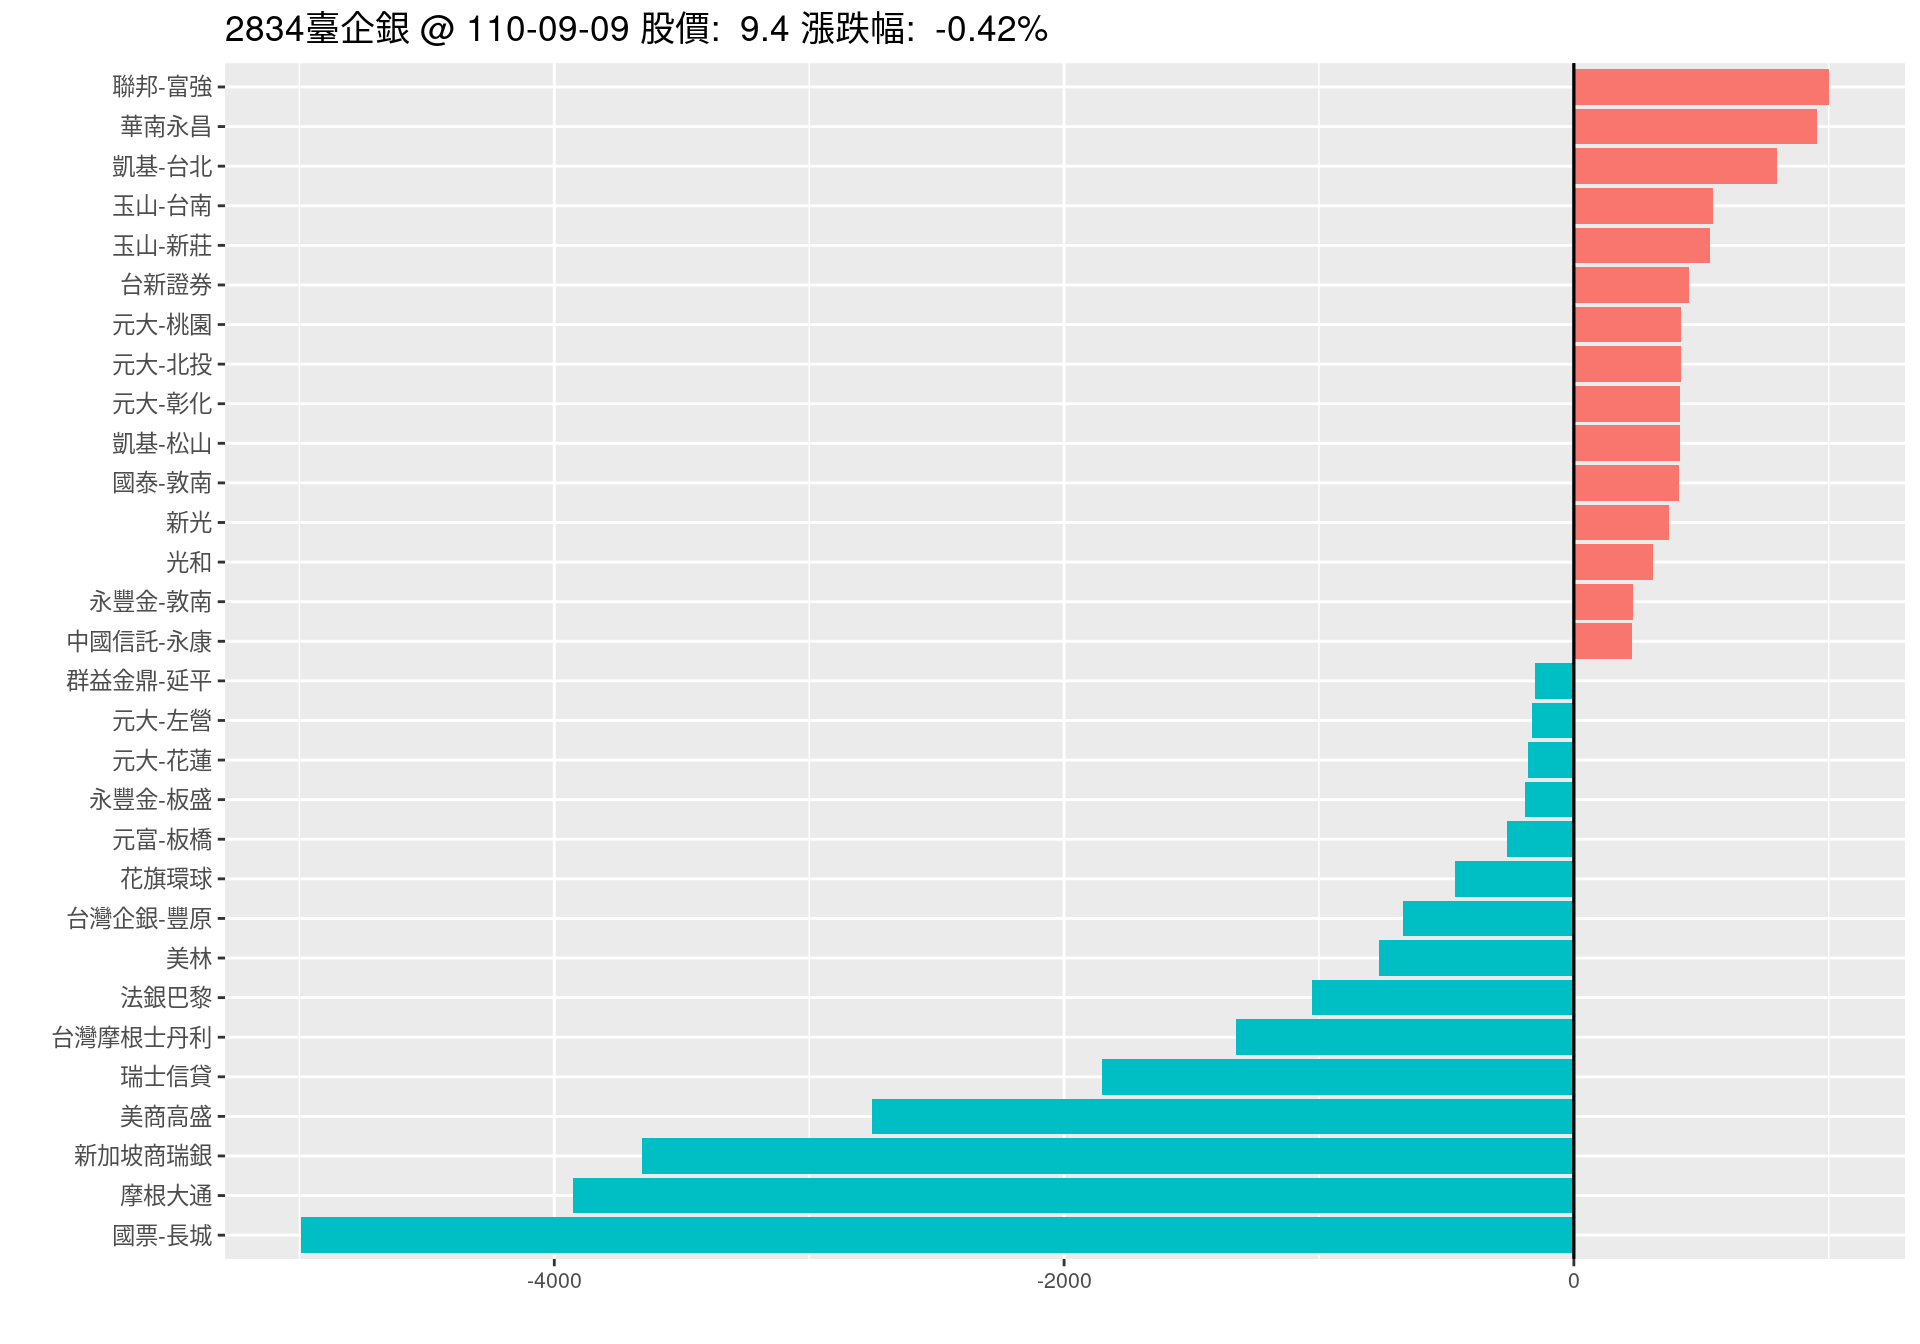 2834臺企銀 @ 110-09-09 股價:  9.4 漲跌幅:  -0.42%
聯邦-富強
華南永昌
凱基-台北
玉山-台南
玉山-新莊
台新證券
元大-桃園
元大-北投
元大-彰化
凱基-松山
國泰-敦南
新光
光和
永豐金-敦南
中國信託-永康
群益金鼎-延平
元大-左營
元大-花蓮
永豐金-板盛
元富-板橋
花旗環球
台灣企銀-豐原
美林
法銀巴黎
台灣摩根士丹利
瑞士信貸
美商高盛
新加坡商瑞銀
摩根大通
國票-長城
-4000 -2000 0